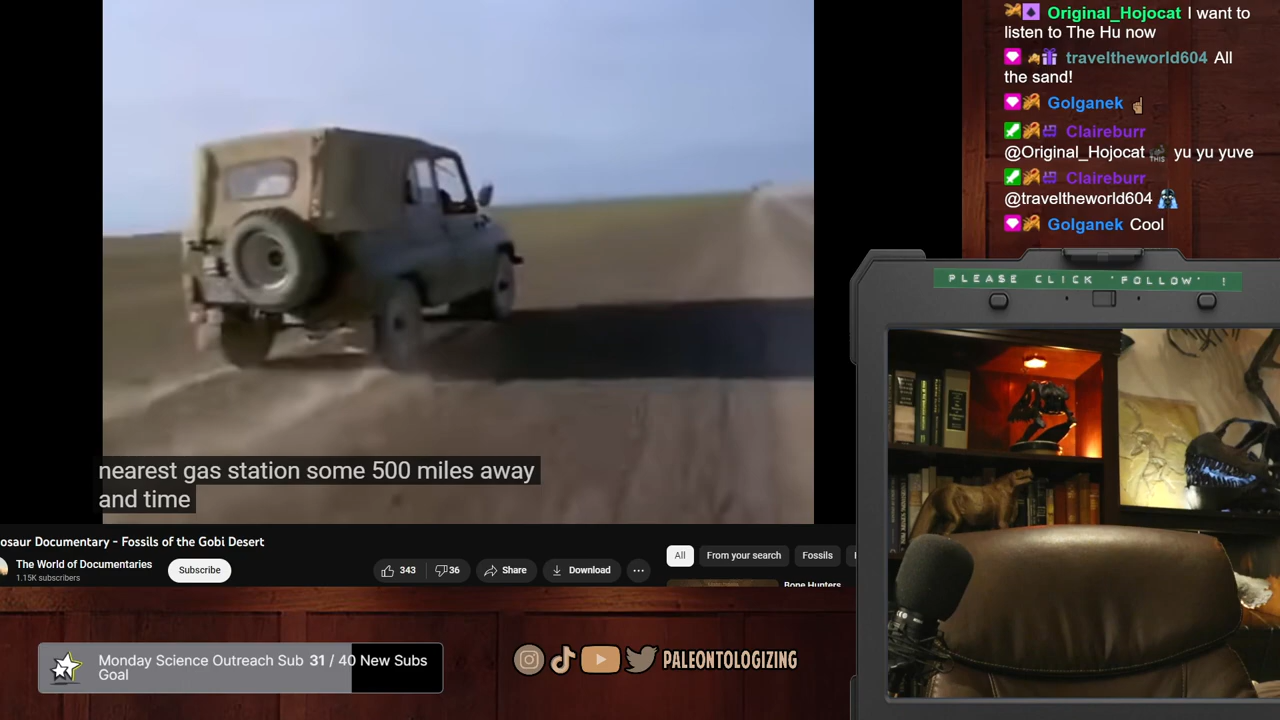 Original_Hojocat I want to
listen to The Hu now
traveltheworld604 All
the sand!
Golganek
Claireburr
@Original_Hojocat THIS yu yu yuve
Claireburr
@traveltheworld604
Golganek Cool
PLEASE CLICK 'FOLLOW' !
nearest gas station some 500 miles away
and time
osaur Documentary - Fossils of the Gobi Desert
The World of Documentaries
1.15K subscribers
Subscribe
343
36
Share
Download
All
From your search
Fossils
Bone Hunters
Monday Science Outreach Sub 31 / 40 New Subs
Goal
PALEONTOLOGIZING